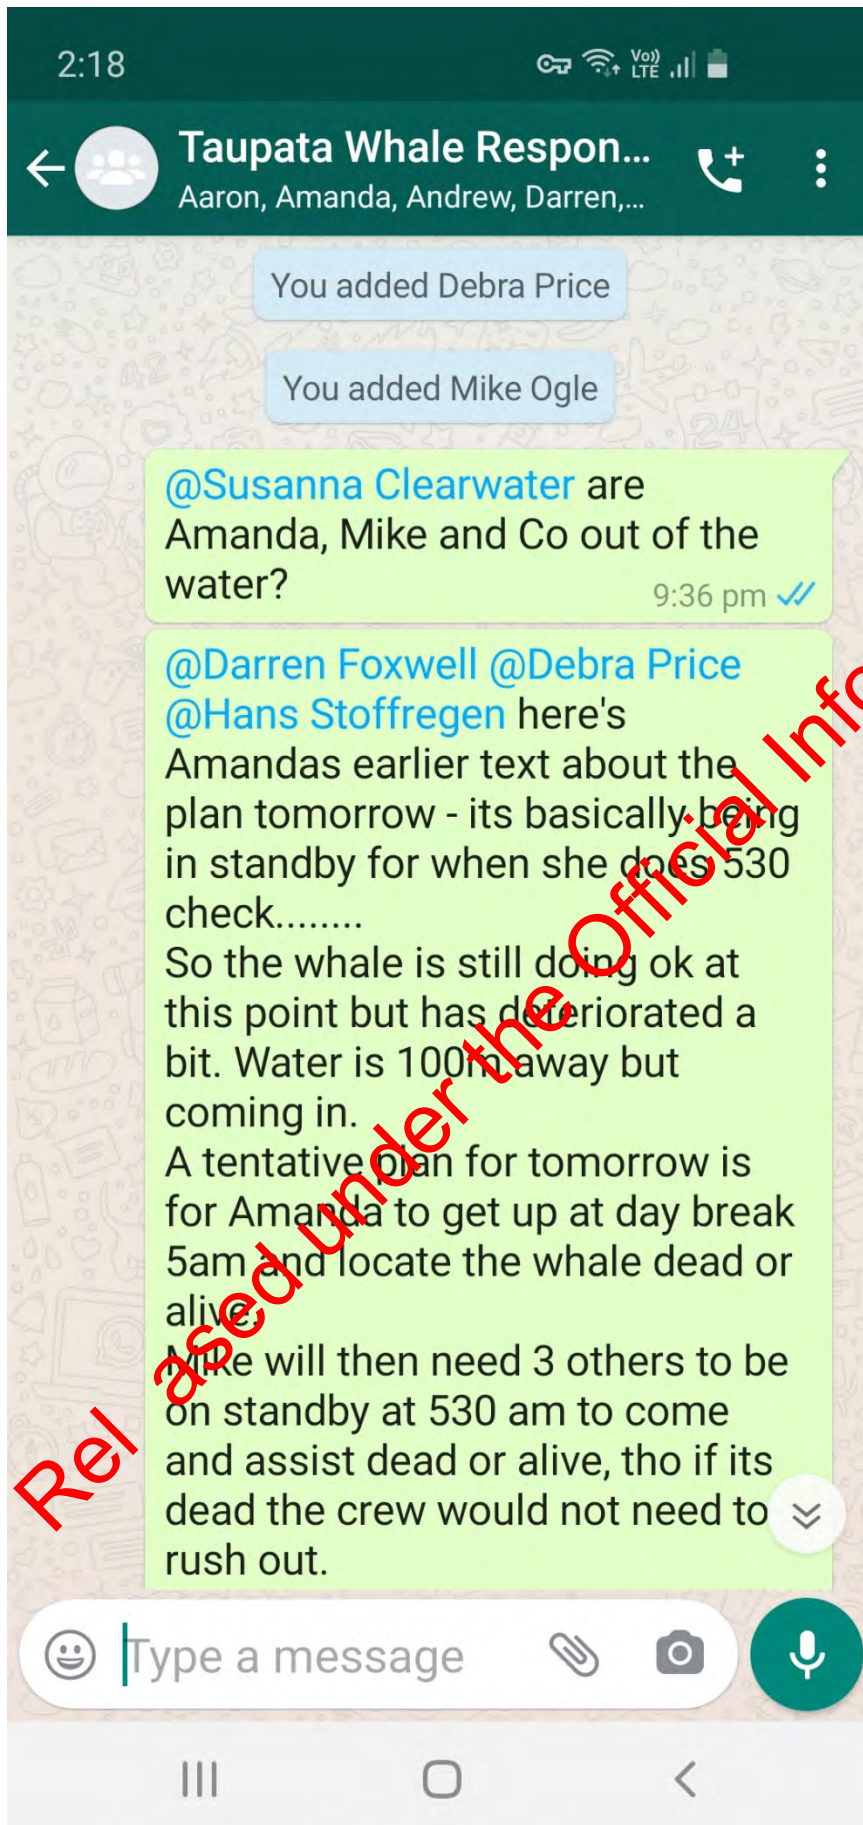 2:18
Vo)) LTE
Taupata Whale Respon...
Aaron, Amanda, Andrew, Darren,...
You added Debra Price
You added Mike Ogle
@Susanna Clearwater are
Amanda, Mike and Co out of the
water?
9:36 pm
@Darren Foxwell @Debra Price
@Hans Stoffregen here's
Amandas earlier text about the
plan tomorrow - its basically being
in standby for when she does 530
check........
So the whale is still doing ok at
this point but has deteriorated a
bit. Water is 100m away but
coming in.
A tentative plan for tomorrow is
for Amanda to get up at day break
5am and locate the whale dead or
alive.
Mike will then need 3 others to be
on standby at 530 am to come
and assist dead or alive, tho if its
dead the crew would not need to
rush out.
Type a message
Rel ased under the Official Info